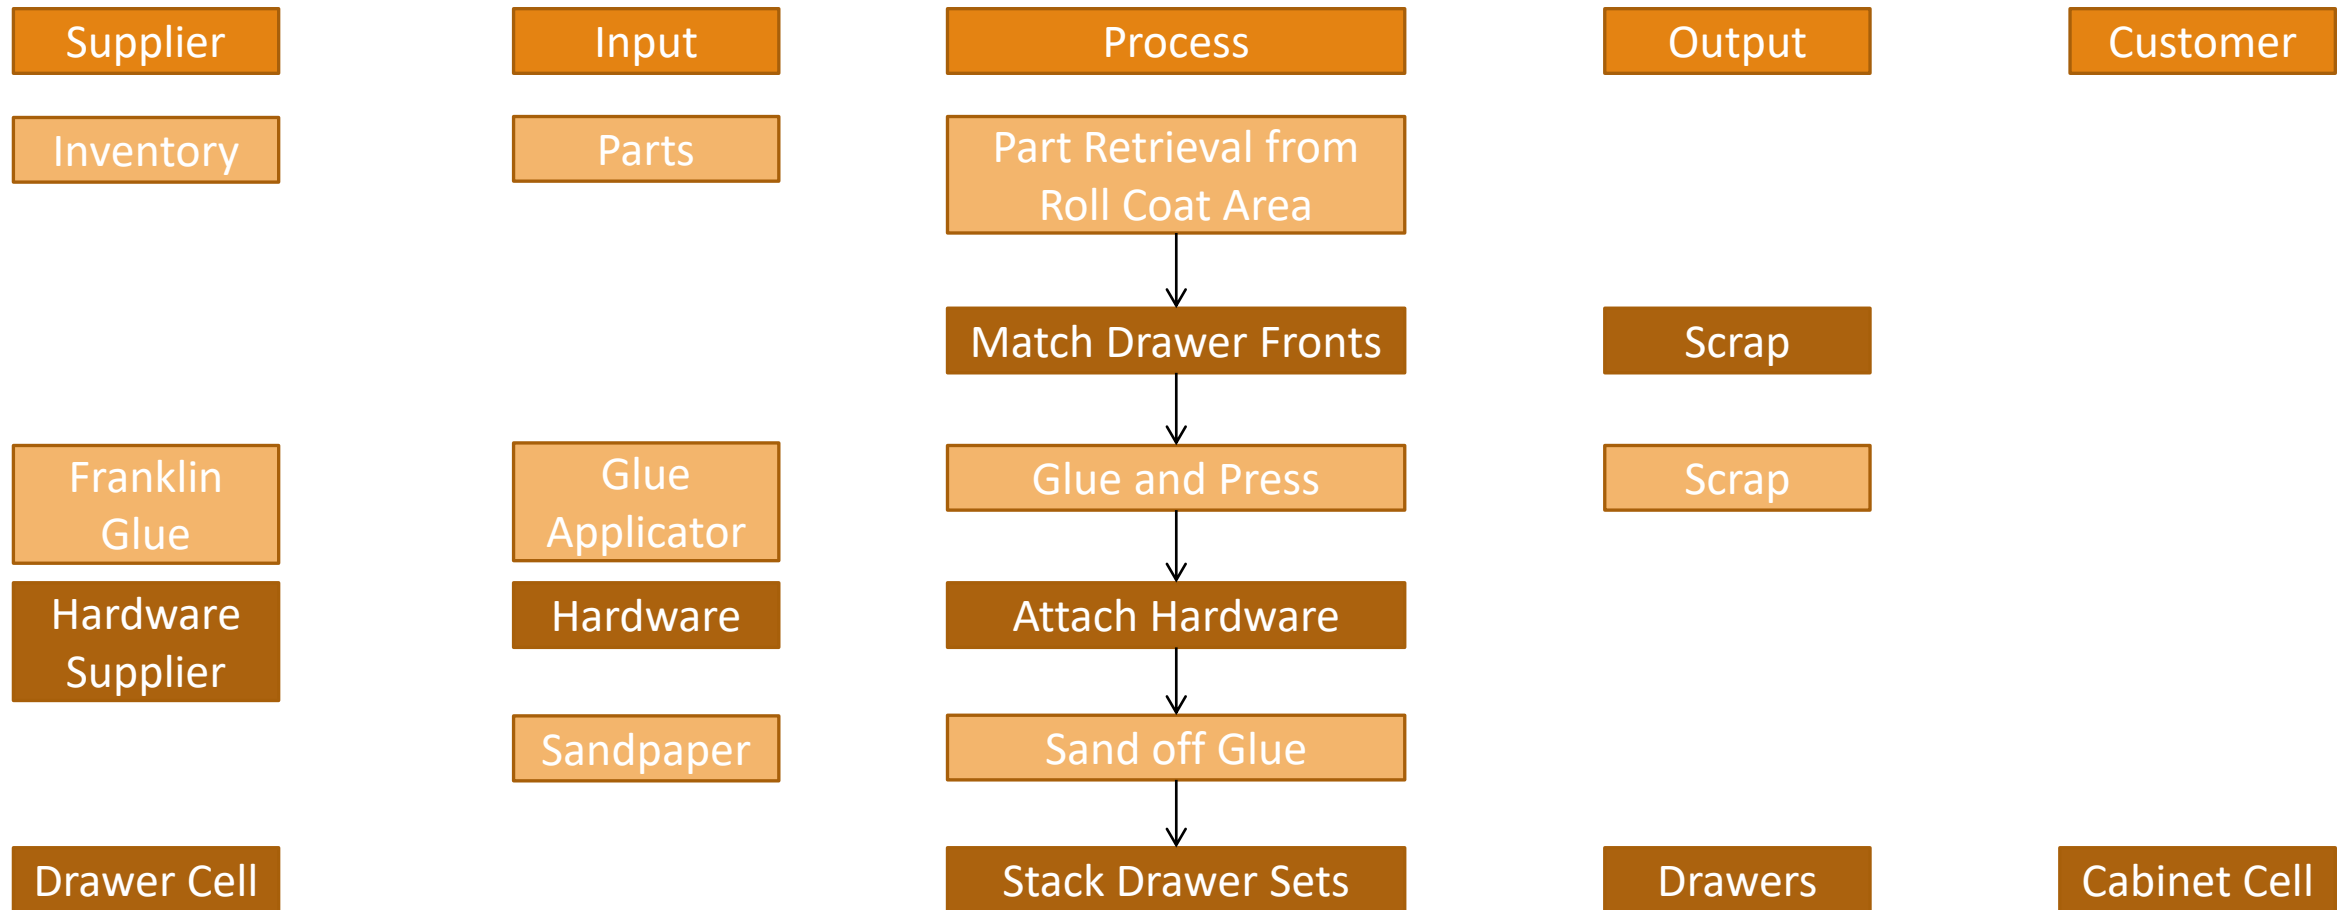 Supplier
Input
Process
Output
Customer
Inventory
Parts
Part Retrieval from
Roll Coat Area
Match Drawer Fronts
Scrap
Franklin
Glue
Glue
Applicator
Glue and Press
Scrap
Hardware
Supplier
Hardware
Attach Hardware
Sandpaper
Sand off Glue
Drawer Cell
Stack Drawer Sets
Drawers
Cabinet Cell